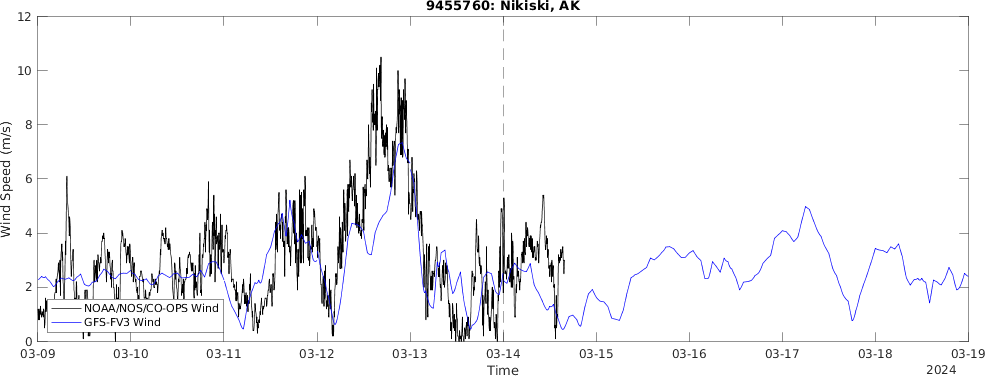 9455760: Nikiski, AK
Wind Speed (m/s)
12
10
8
6
4
2
0
NOAA/NOS/CO-OPS Wind
GFS-FV3 Wind
03-09 03-10 03-11 03-12 03-13 03-14 03-15 03-16 03-17 03-18 03-19
Time
2024